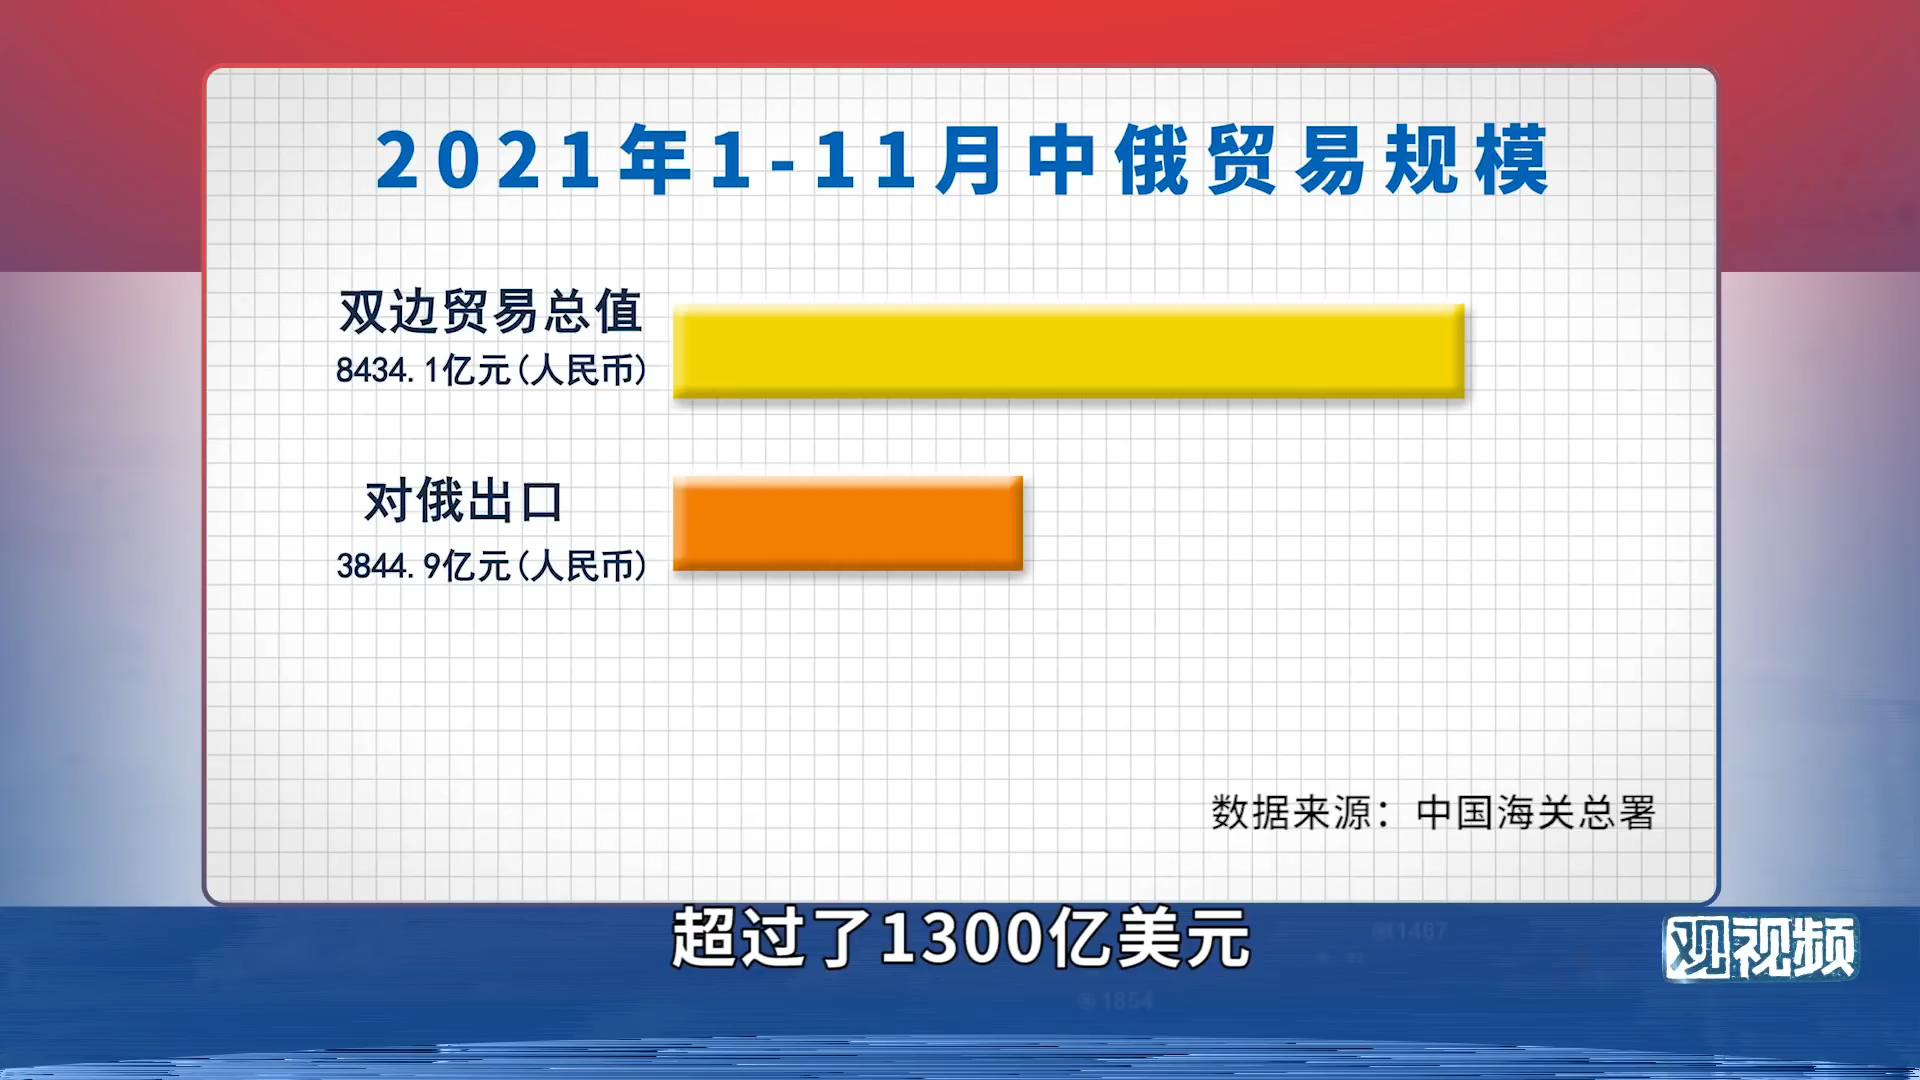 2021年1-11月中俄贸易规模
双边贸易总值
8434.1亿元(人民币)
对俄出口
3844.9亿元(人民币)
数据来源：中国海关总署
超过了1300亿美元
观视频
1467
1854